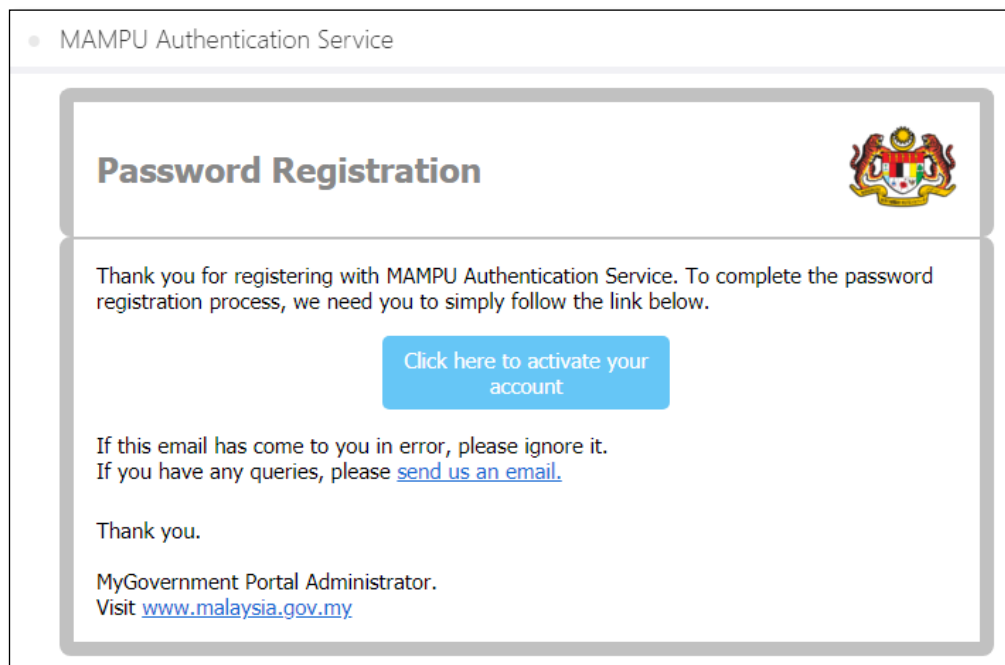 MAMPU Authentication Service
Password Registration
Thank you for registering with MAMPU Authentication Service. To complete the password
registration process, we need you to simply follow the link below.
Click here to activate your
account
If this email has come to you in error, please ignore it.
If you have any queries, please send us an email.
Thank you.
MyGovernment Portal Administrator.
Visit www.malaysia.gov.my